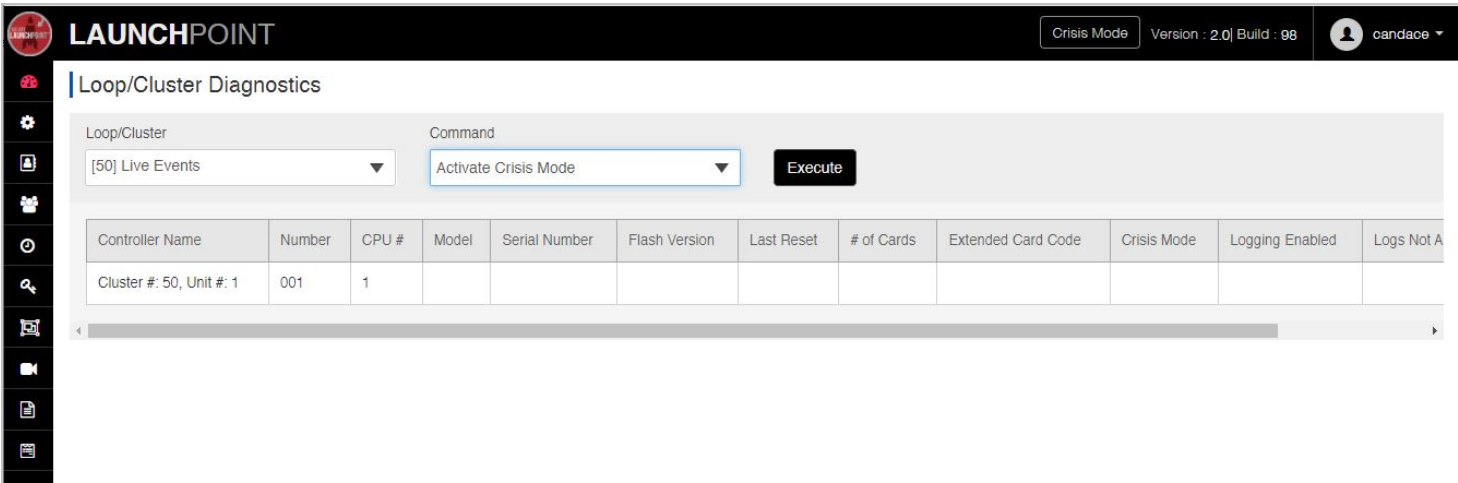 LAUNCHPOINT
Crisis Mode
Version : 2.0| Build : 98
candace
Loop/Cluster Diagnostics
Loop/Cluster
Command
[50] Live Events
Activate Crisis Mode
Execute
Controller Name Number CPU # Model Serial Number Flash Version Last Reset # of Cards Extended Card Code Crisis Mode Logging Enabled Logs Not A
Cluster #: 50, Unit #: 1 001 1